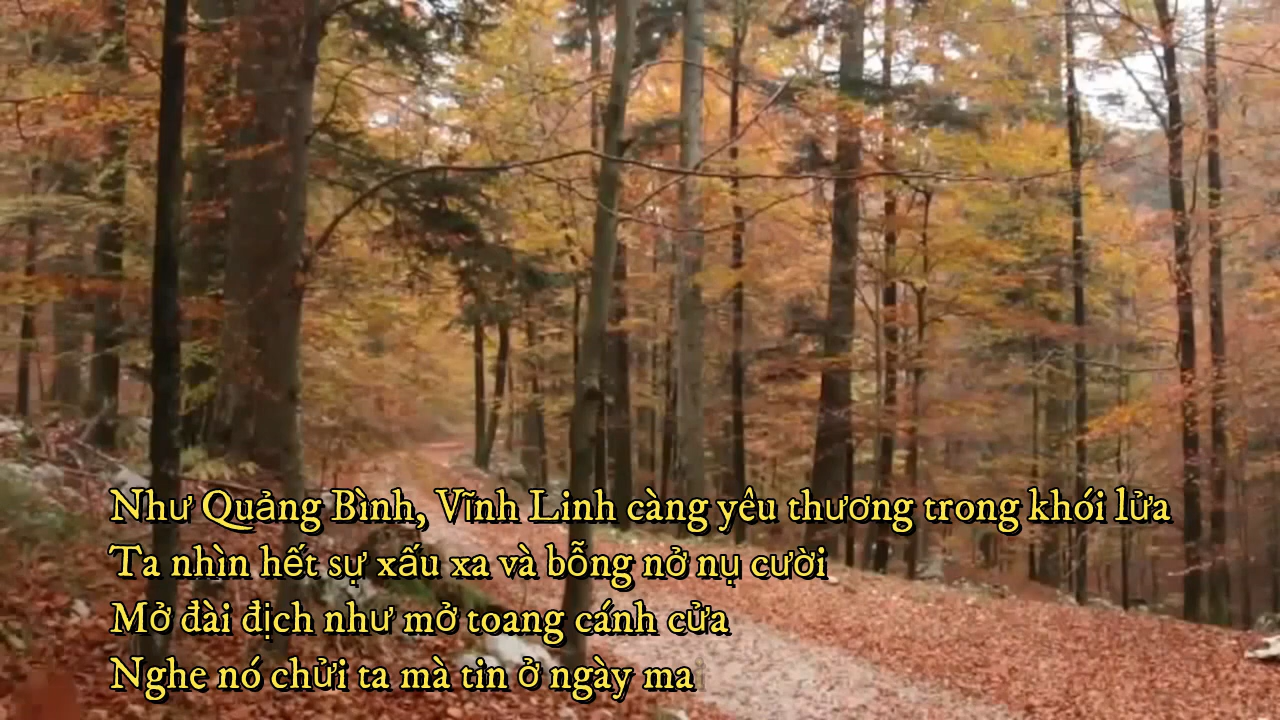 Như Quảng Bình, Vĩnh Linh càng yêu thương trong khói lửa
Ta nhìn hết sự xấu xa và bỗng nở nụ cười
Mở đài địch như mở toang cánh cửa
Nghe nó chửi ta mà tin ở ngày mai